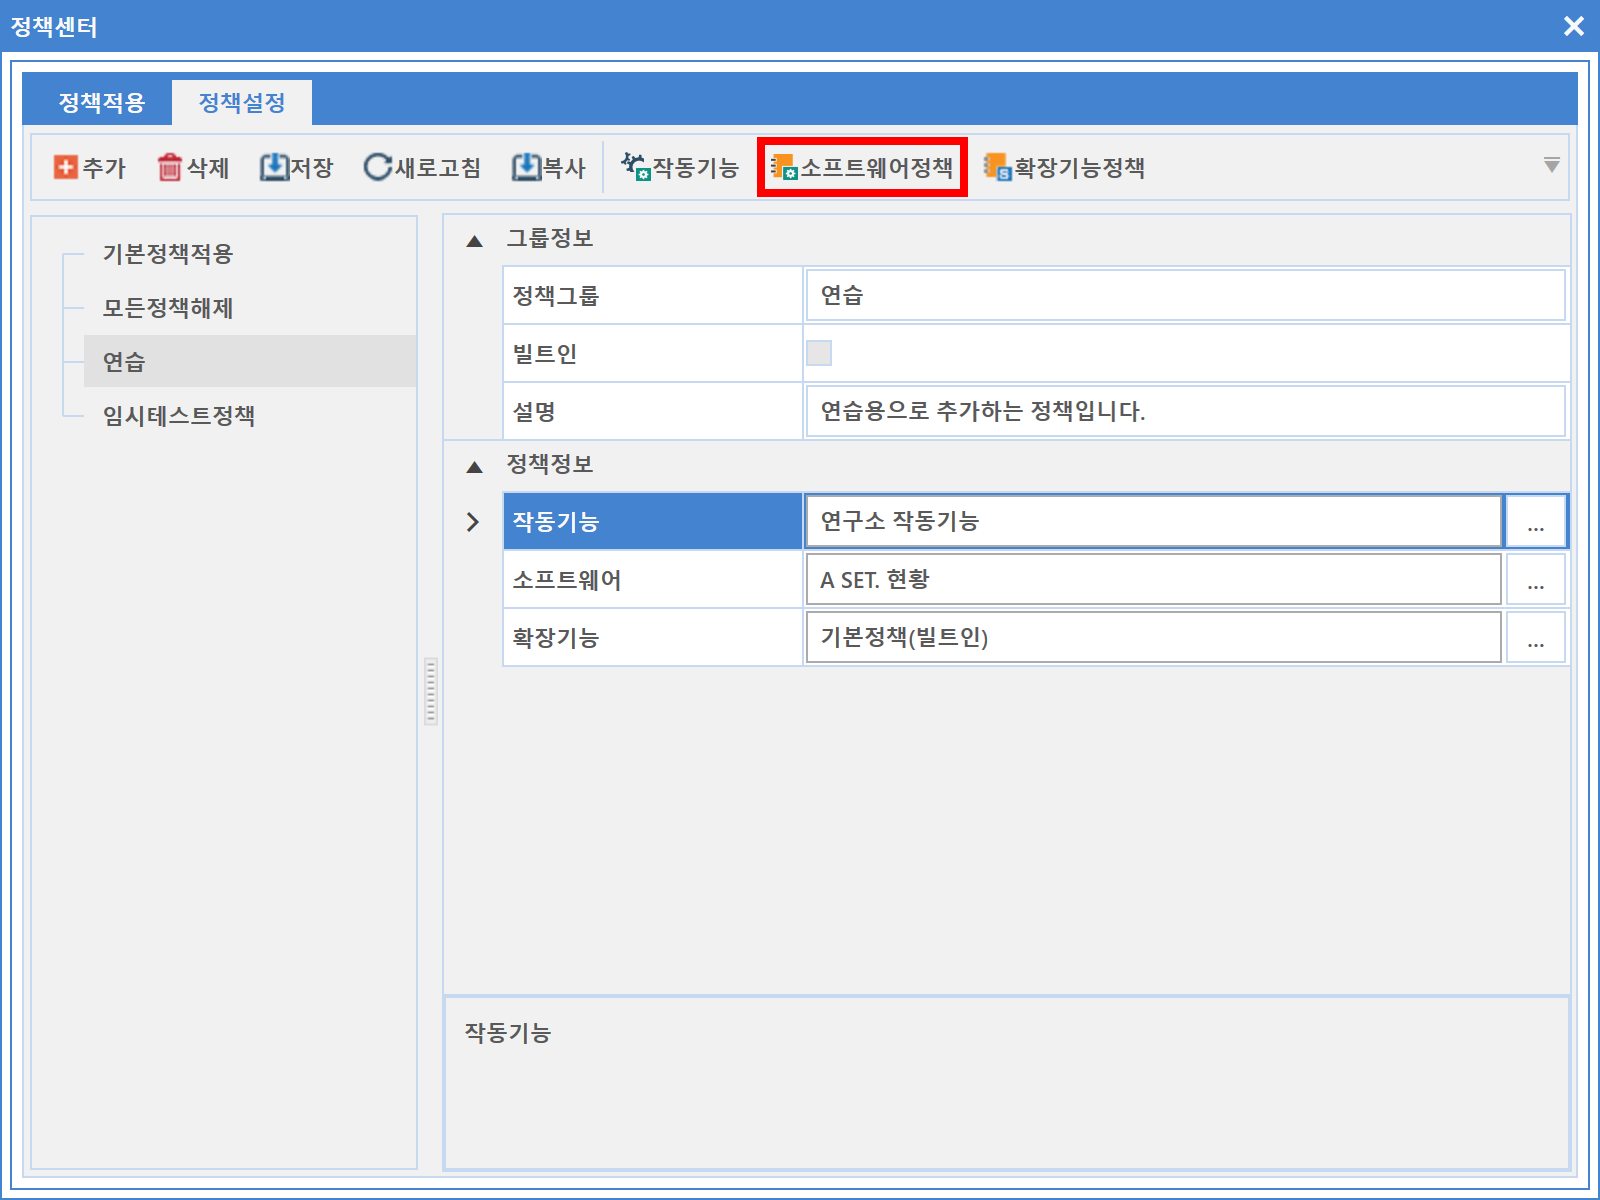 정책센터
정책적용 정책설정
추가 삭제 저장 새로고침 복사 작동기능 소프트웨어정책 확장기능정책
기본정책적용
모든정책해제
연습
임시테스트정책
그룹정보
정책그룹 연습
빌트인
설명 연습용으로 추가하는 정책입니다.
정책정보
작동기능 연구소 작동기능 ...
소프트웨어 A SET. 현황 ...
확장기능 기본정책(빌트인) ...
작동기능